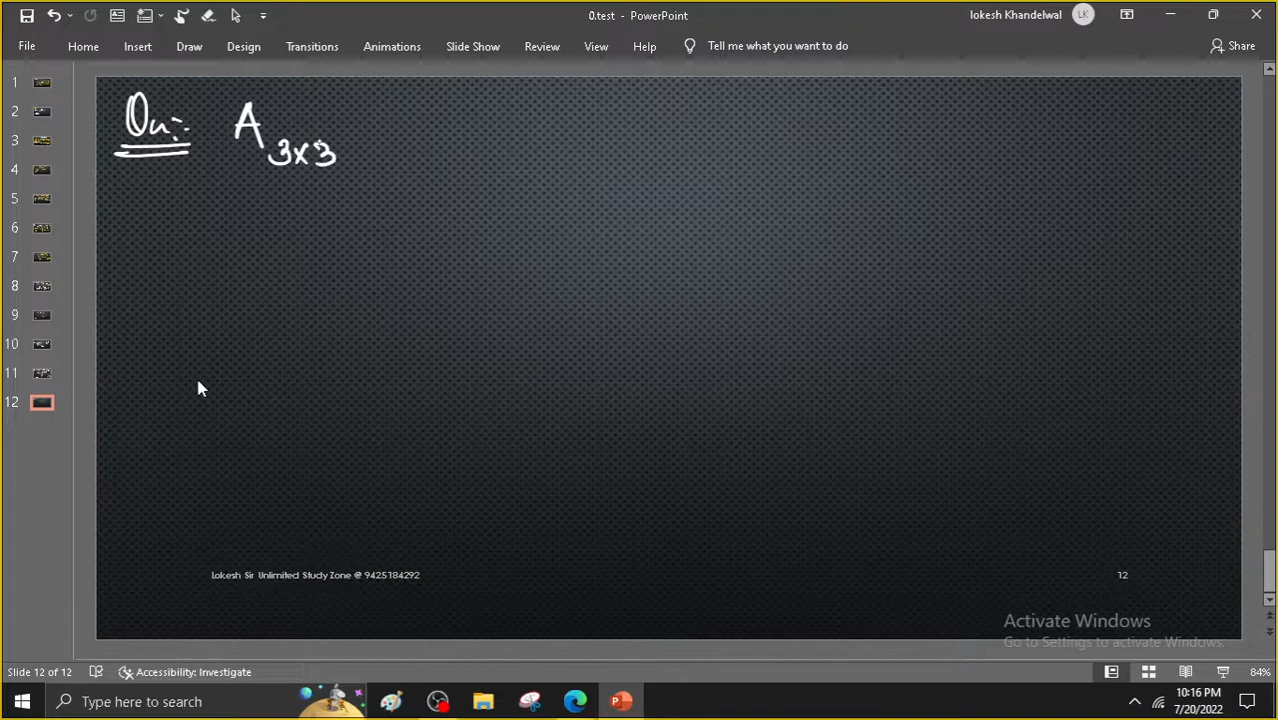 0.test - PowerPoint
lokesh Khandelwal LK
File Home Insert Draw Design Transitions Animations Slide Show Review View Help Tell me what you want to do Share
1
2
3
4
5
6
7
8
9
10
11
12
Qn:- A 3x3
Lokesh Sir Unlimited Study Zone @ 9425184292 12
Activate Windows
Go to Settings to activate Windows.
Slide 12 of 12 Accessibility: Investigate 84%
Type here to search
10:16 PM
7/20/2022